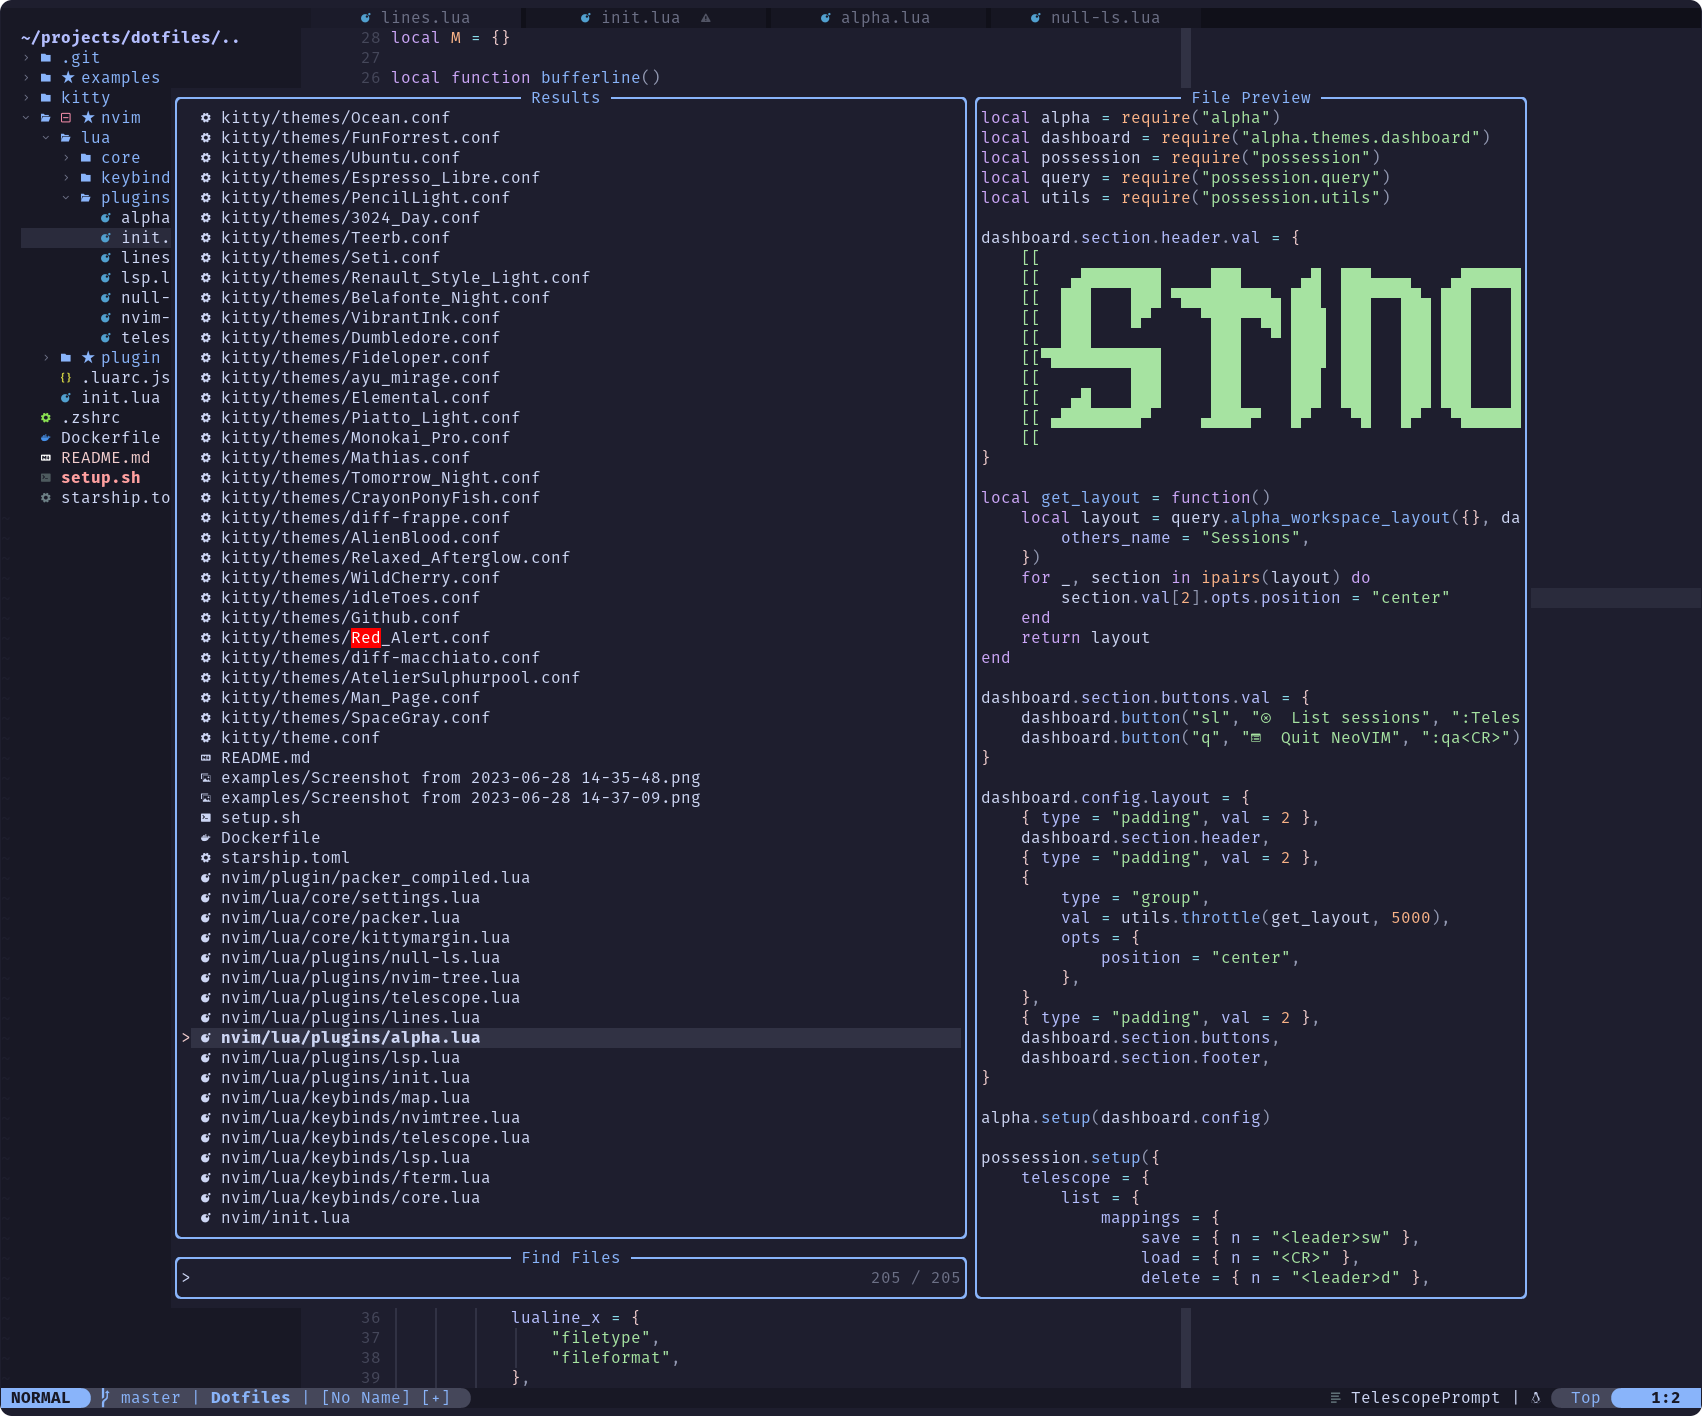 lines.lua init.lua alpha.lua null-ls.lua
~/projects/dotfiles/..
.git
★ examples
kitty
★ nvim
lua
core
keybind
plugins
alpha
init.
lines
lsp.l
null-
nvim-
teles
★ plugin
{} .luarc.js
init.lua
.zshrc
Dockerfile
README.md
setup.sh
starship.to
28 local M = {}
27
26 local function bufferline()
Results
kitty/themes/Ocean.conf
kitty/themes/FunForrest.conf
kitty/themes/Ubuntu.conf
kitty/themes/Espresso_Libre.conf
kitty/themes/PencilLight.conf
kitty/themes/3024_Day.conf
kitty/themes/Teerb.conf
kitty/themes/Seti.conf
kitty/themes/Renault_Style_Light.conf
kitty/themes/Belafonte_Night.conf
kitty/themes/VibrantInk.conf
kitty/themes/Dumbledore.conf
kitty/themes/Fideloper.conf
kitty/themes/ayu_mirage.conf
kitty/themes/Elemental.conf
kitty/themes/Piatto_Light.conf
kitty/themes/Monokai_Pro.conf
kitty/themes/Mathias.conf
kitty/themes/Tomorrow_Night.conf
kitty/themes/CrayonPonyFish.conf
kitty/themes/diff-frappe.conf
kitty/themes/AlienBlood.conf
kitty/themes/Relaxed_Afterglow.conf
kitty/themes/WildCherry.conf
kitty/themes/idleToes.conf
kitty/themes/Github.conf
kitty/themes/Red_Alert.conf
kitty/themes/diff-macchiato.conf
kitty/themes/AtelierSulphurpool.conf
kitty/themes/Man_Page.conf
kitty/themes/SpaceGray.conf
kitty/theme.conf
README.md
examples/Screenshot from 2023-06-28 14-35-48.png
examples/Screenshot from 2023-06-28 14-37-09.png
setup.sh
Dockerfile
starship.toml
nvim/plugin/packer_compiled.lua
nvim/lua/core/settings.lua
nvim/lua/core/packer.lua
nvim/lua/core/kittymargin.lua
nvim/lua/plugins/null-ls.lua
nvim/lua/plugins/nvim-tree.lua
nvim/lua/plugins/telescope.lua
nvim/lua/plugins/lines.lua
> nvim/lua/plugins/alpha.lua
nvim/lua/plugins/lsp.lua
nvim/lua/plugins/init.lua
nvim/lua/keybinds/map.lua
nvim/lua/keybinds/nvimtree.lua
nvim/lua/keybinds/telescope.lua
nvim/lua/keybinds/lsp.lua
nvim/lua/keybinds/fterm.lua
nvim/lua/keybinds/core.lua
nvim/init.lua
Find Files
> 205 / 205
File Preview
local alpha = require("alpha")
local dashboard = require("alpha.themes.dashboard")
local possession = require("possession")
local query = require("possession.query")
local utils = require("possession.utils")
dashboard.section.header.val = {
[[
[[
[[
[[
[[
[[
[[
[[
[[
[[
StINO
}
local get_layout = function()
local layout = query.alpha_workspace_layout({}, da
others_name = "Sessions",
})
for _, section in ipairs(layout) do
section.val[2].opts.position = "center"
end
return layout
end
dashboard.section.buttons.val = {
dashboard.button("sl", "⊗  List sessions", ":Teles
dashboard.button("q", "  Quit NeoVIM", ":qa<CR>")
}
dashboard.config.layout = {
{ type = "padding", val = 2 },
dashboard.section.header,
{ type = "padding", val = 2 },
{
type = "group",
val = utils.throttle(get_layout, 5000),
opts = {
position = "center",
},
},
{ type = "padding", val = 2 },
dashboard.section.buttons,
dashboard.section.footer,
}
alpha.setup(dashboard.config)
possession.setup({
telescope = {
list = {
mappings = {
save = { n = "<leader>sw" },
load = { n = "<CR>" },
delete = { n = "<leader>d" },
36 lualine_x = {
37 "filetype",
38 "fileformat",
39 },
NORMAL master | Dotfiles | [No Name] [+] TelescopePrompt | Top 1:2